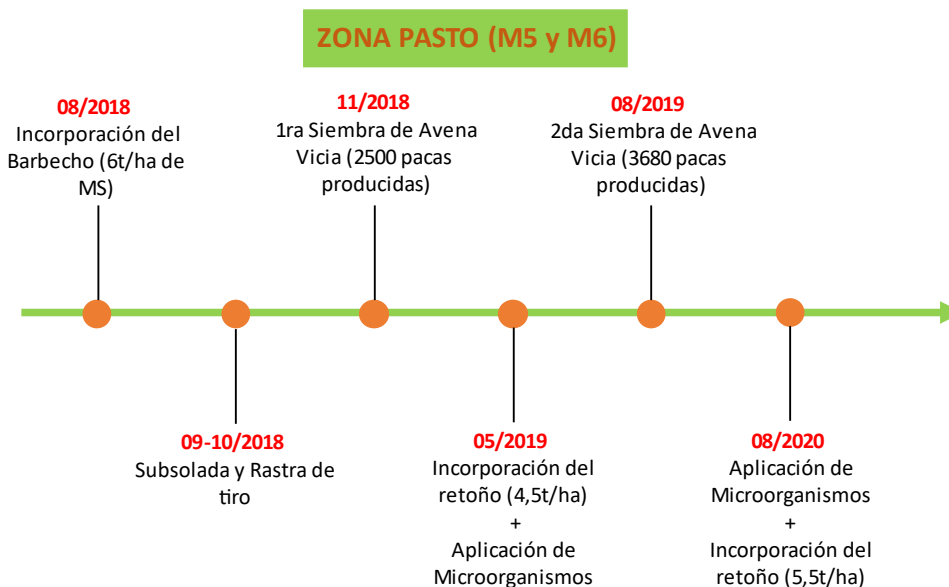 ZONA PASTO (M5 y M6)
08/2018
Incorporación del
Barbecho (6t/ha de
MS)
09-10/2018
Subsolada y Rastra de
tiro
11/2018
1ra Siembra de Avena
Vicia (2500 pacas
producidas)
05/2019
Incorporación del
retoño (4,5t/ha)
+
Aplicación de
Microorganismos
08/2019
2da Siembra de Avena
Vicia (3680 pacas
producidas)
08/2020
Aplicación de
Microorganismos
+
Incorporación del
retoño (5,5t/ha)